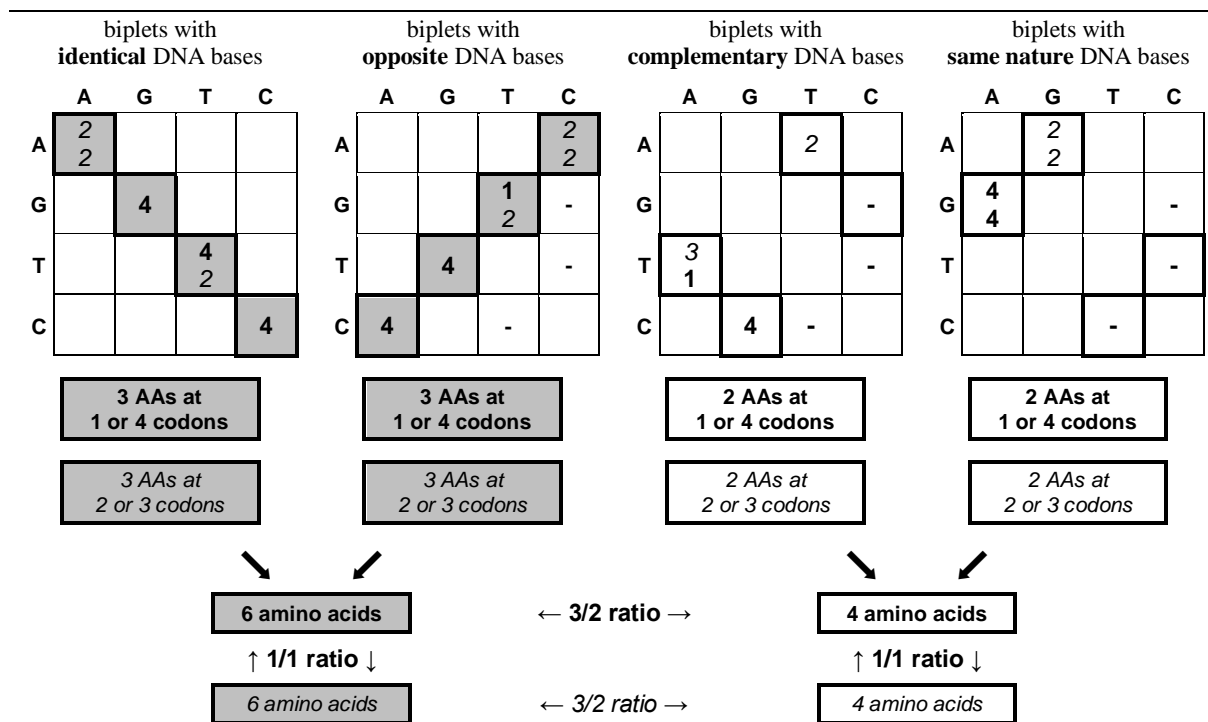 biplets with identical DNA bases
biplets with opposite DNA bases
biplets with complementary DNA bases
biplets with same nature DNA bases
A G T C A G T C A G T C A G T C
A 2 2 A 2 2 A 2 A 2 2
G 4 G 1 2 - G - G 4 4 -
T 4 2 T 4 - T 3 1 - T -
C 4 C 4 - C 4 - C -
3 AAs at 1 or 4 codons
3 AAs at 1 or 4 codons
2 AAs at 1 or 4 codons
2 AAs at 1 or 4 codons
3 AAs at 2 or 3 codons
3 AAs at 2 or 3 codons
2 AAs at 2 or 3 codons
2 AAs at 2 or 3 codons
6 amino acids ← 3/2 ratio → 4 amino acids
↑ 1/1 ratio ↓ ↑ 1/1 ratio ↓
6 amino acids ← 3/2 ratio → 4 amino acids